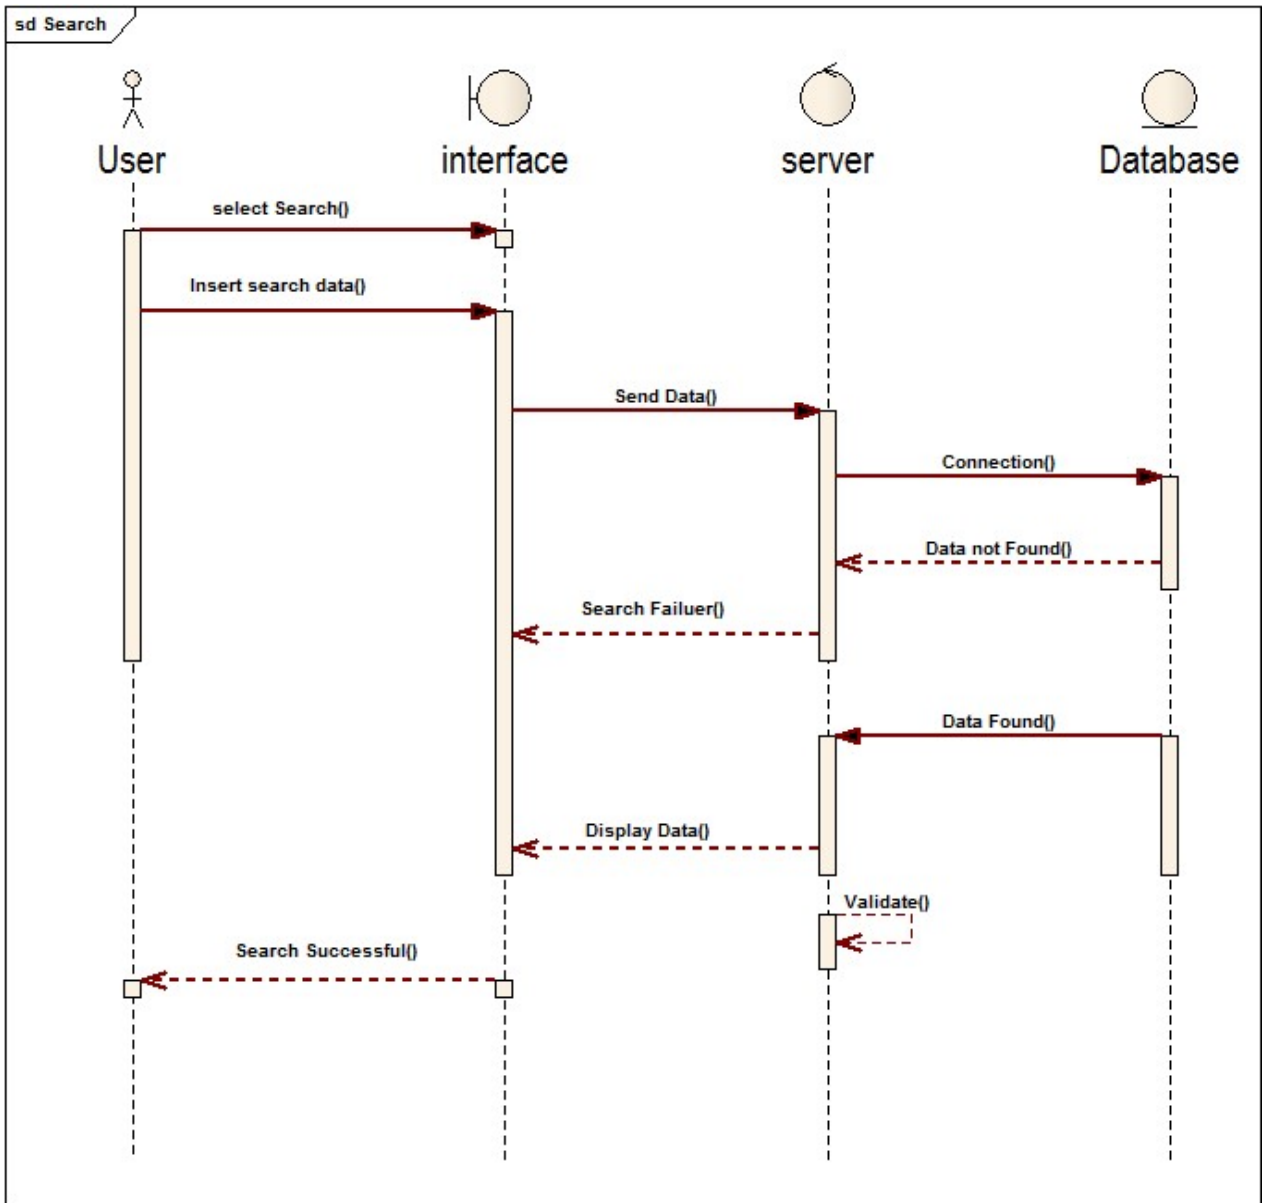 sd Search
User
interface
server
Database
select Search()
Insert search data()
Send Data()
Connection()
Data not Found()
Search Failuer()
Data Found()
Display Data()
Validate()
Search Successful()